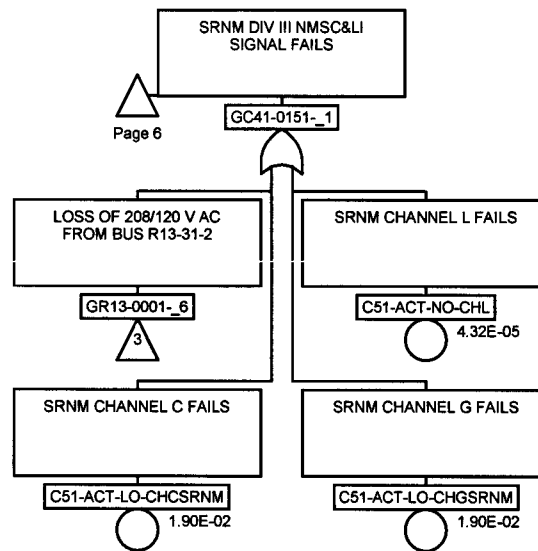 SRNM DIV III NMSC&LI
SIGNAL FAILS
Page 6
GC41-0151-_1
LOSS OF 208/120 V AC
FROM BUS R13-31-2
SRNM CHANNEL L FAILS
GR13-0001-_6
C51-ACT-NO-CHL
3
4.32E-05
SRNM CHANNEL C FAILS
SRNM CHANNEL G FAILS
C51-ACT-LO-CHCSRNM
C51-ACT-LO-CHGSRNM
1.90E-02
1.90E-02